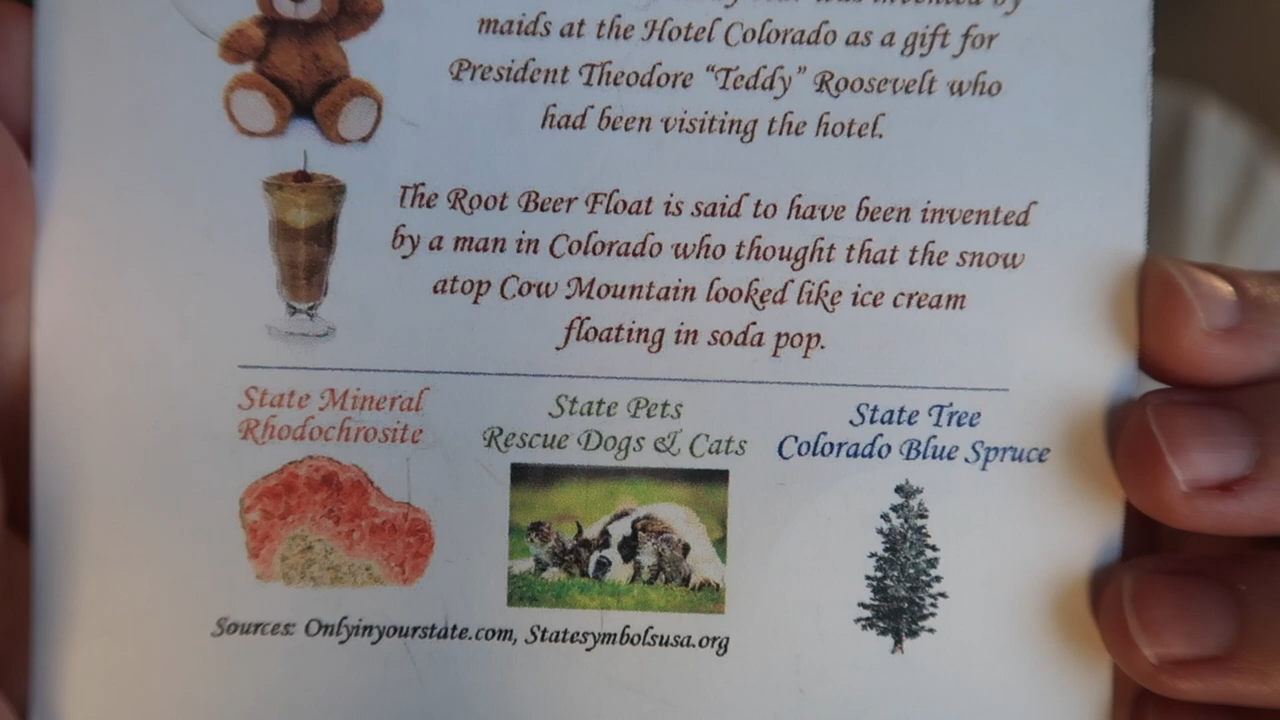 was invented by
maids at the Hotel Colorado as a gift for
President Theodore “Teddy” Roosevelt who
had been visiting the hotel.
The Root Beer Float is said to have been invented
by a man in Colorado who thought that the snow
atop Cow Mountain looked like ice cream
floating in soda pop.
State Mineral
Rhodochrosite
State Pets
Rescue Dogs & Cats
State Tree
Colorado Blue Spruce
Sources: Onlyinyourstate.com, Statesymbolsusa.org